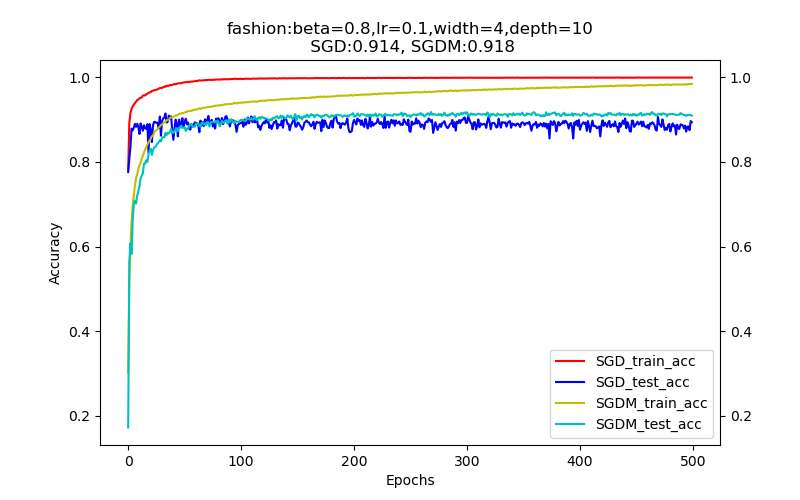 fashion:beta=0.8,lr=0.1,width=4,depth=10
SGD:0.914, SGDM:0.918
1.0
0.8
0.6
0.4
0.2
Accuracy
1.0
0.8
0.6
0.4
0.2
SGD_train_acc
SGD_test_acc
SGDM_train_acc
SGDM_test_acc
0 100 200 300 400 500
Epochs